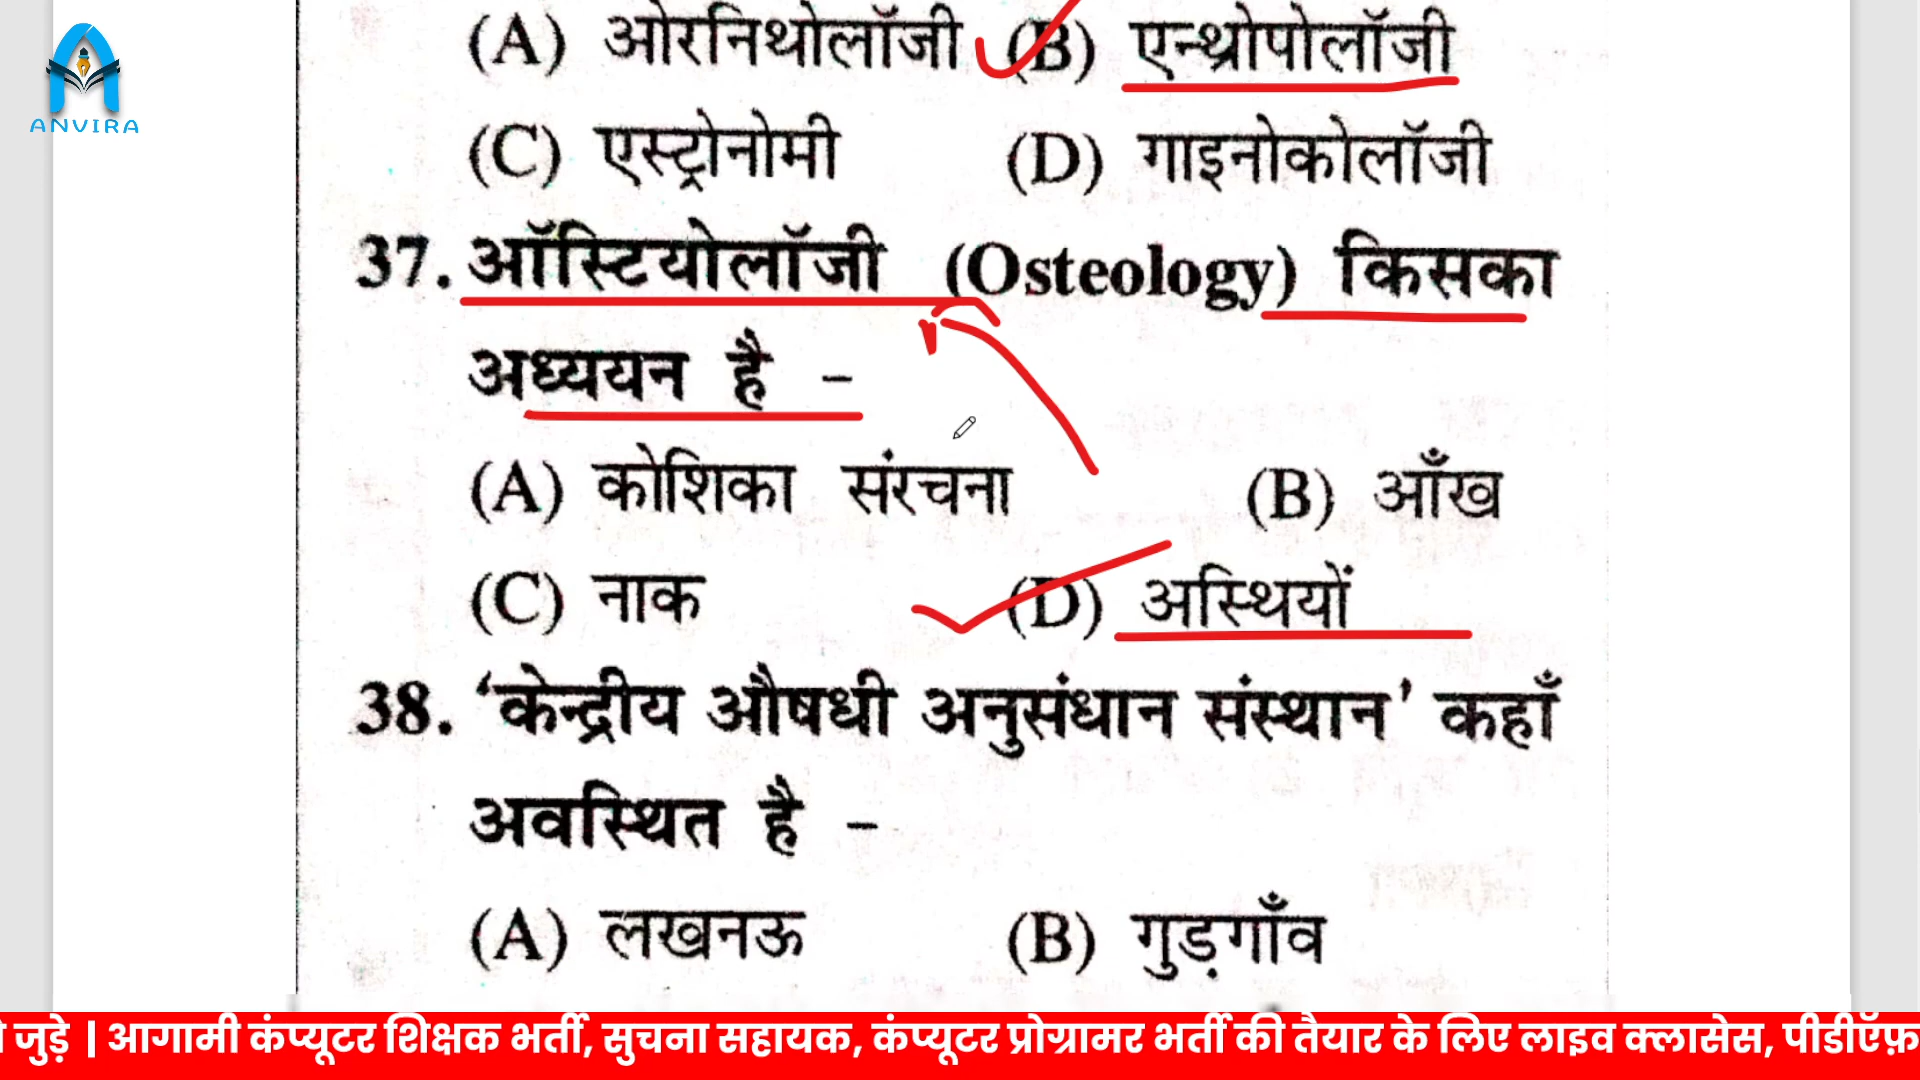 ANVIRA
(A) ओरनिथोलॉजी (B) एन्थ्रोपोलॉजी
(C) एस्ट्रोनोमी (D) गाइनोकोलॉजी
37. ऑस्टियोलॉजी (Osteology) किसका
अध्ययन है -
(A) कोशिका संरचना (B) आँख
(C) नाक (D) अस्थियों
38. 'केन्द्रीय औषधी अनुसंधान संस्थान' कहाँ
अवस्थित है -
(A) लखनऊ (B) गुड़गाँव
जुड़े | आगामी कंप्यूटर शिक्षक भर्ती, सुचना सहायक, कंप्यूटर प्रोग्रामर भर्ती की तैयार के लिए लाइव क्लासेस, पीडीऍफ़